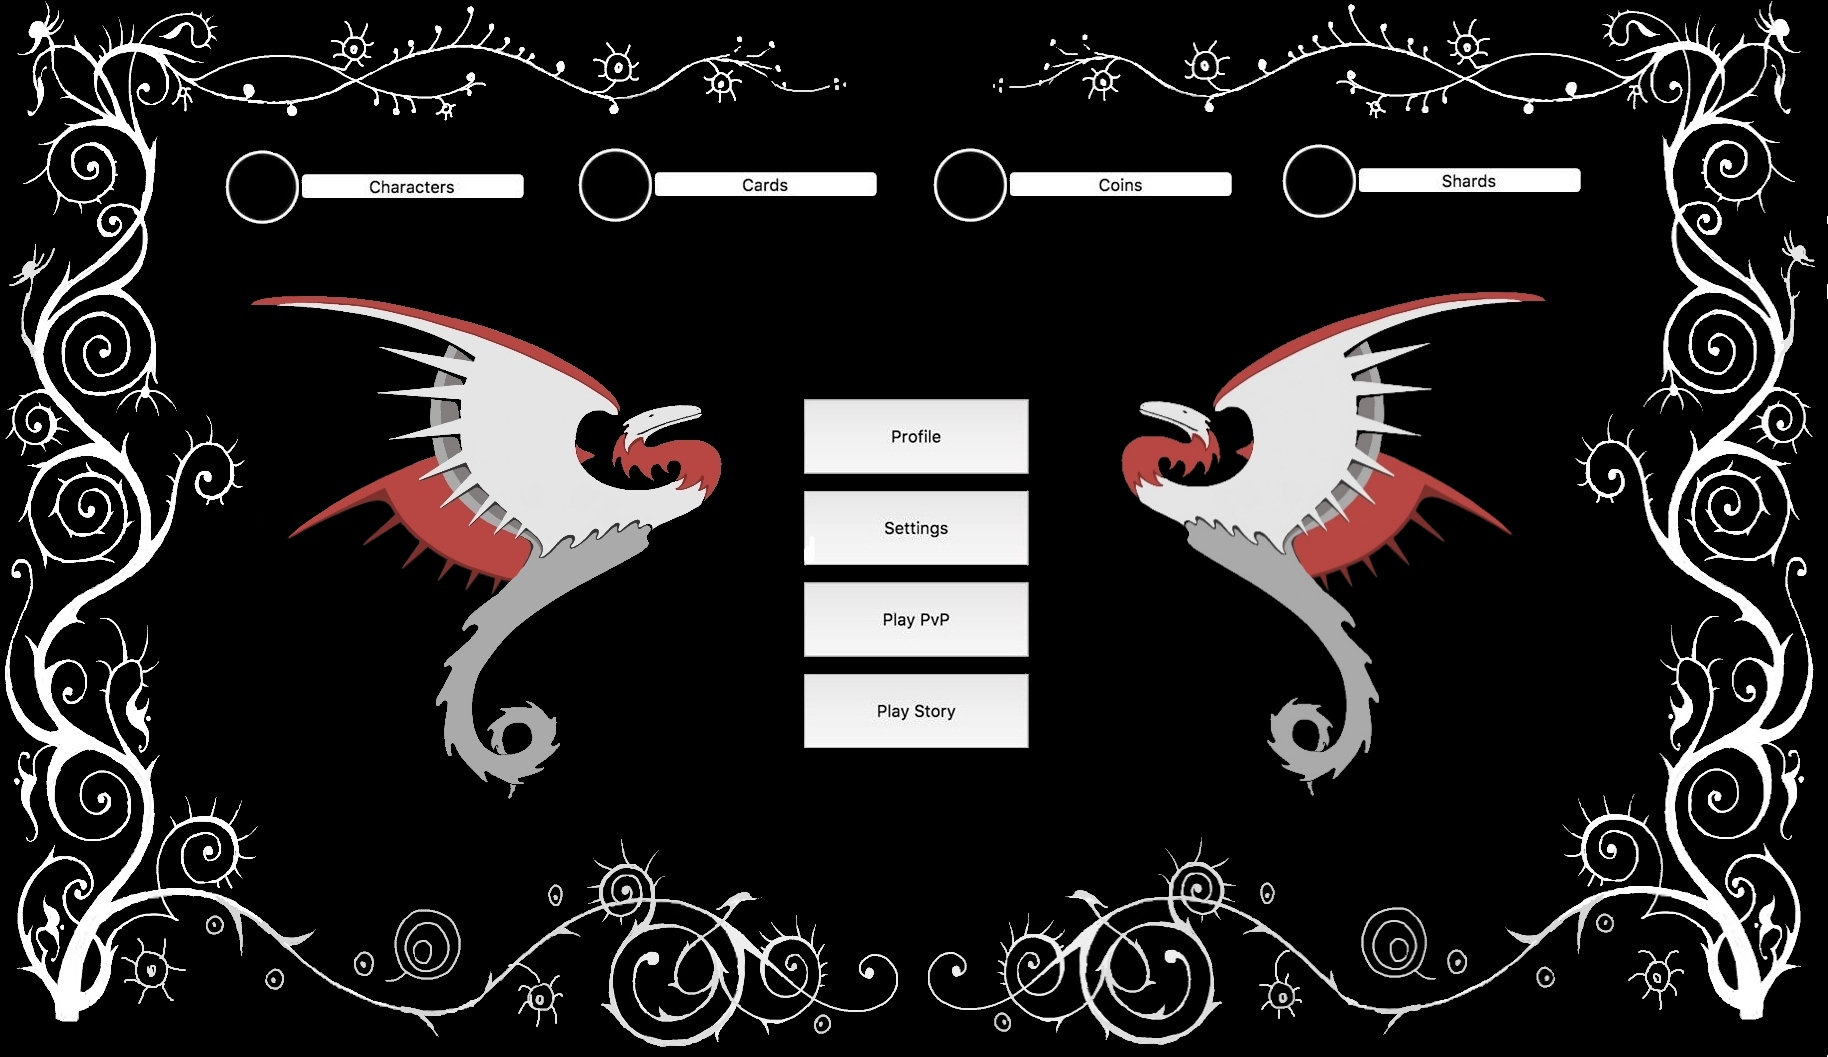 Characters
Cards
Coins
Shards
Profile
Settings
Play PvP
Play Story